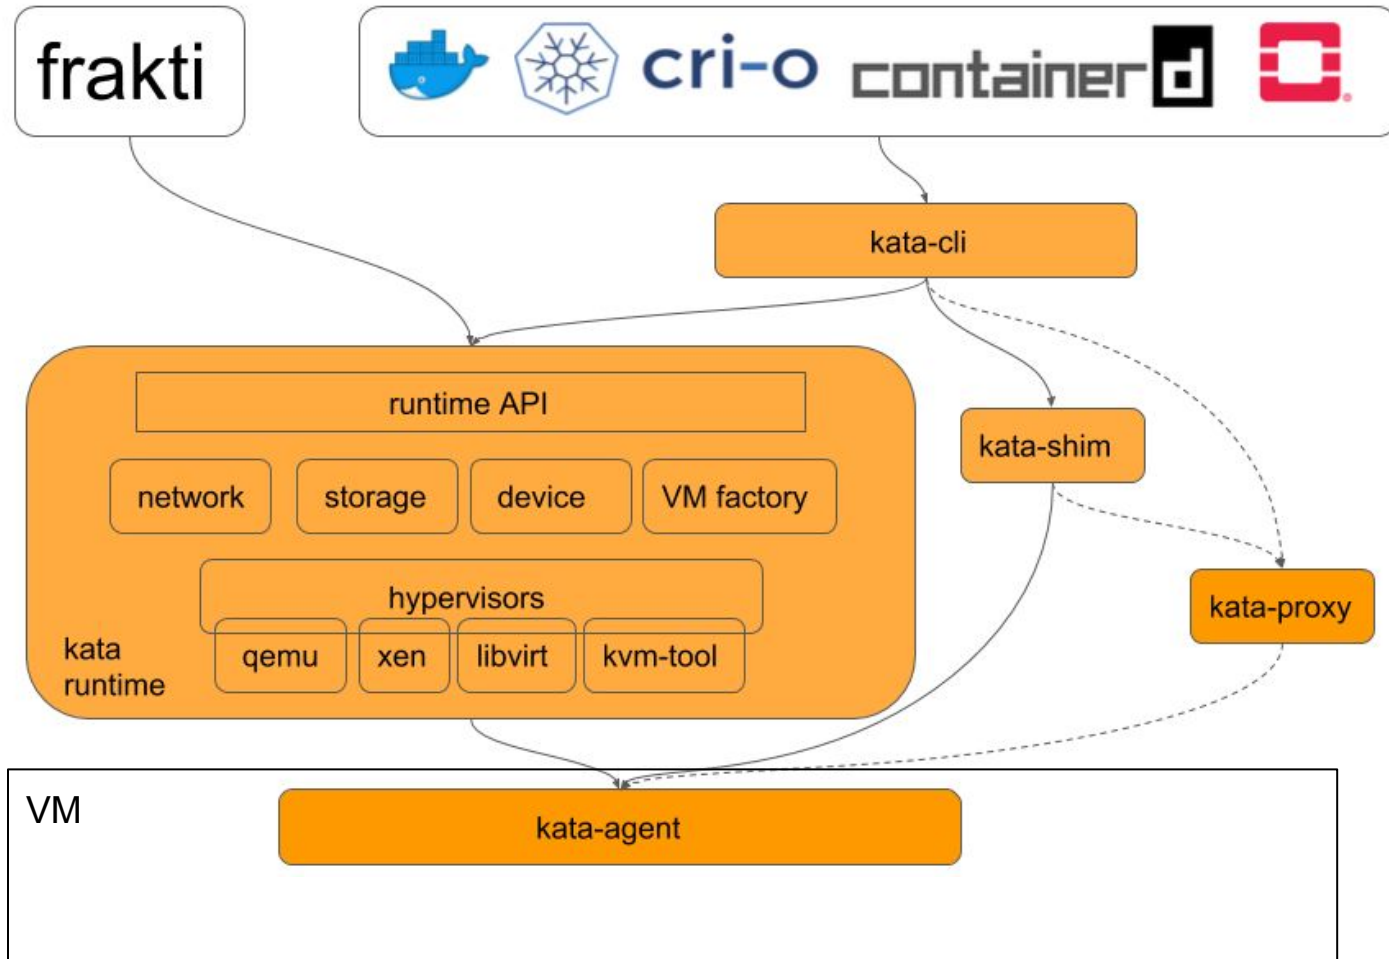 frakti
cri-o
container d
kata-cli
runtime API
kata-shim
network
storage
device
VM factory
hypervisors
kata-proxy
qemu
xen
libvirt
kvm-tool
kata
runtime
VM
kata-agent